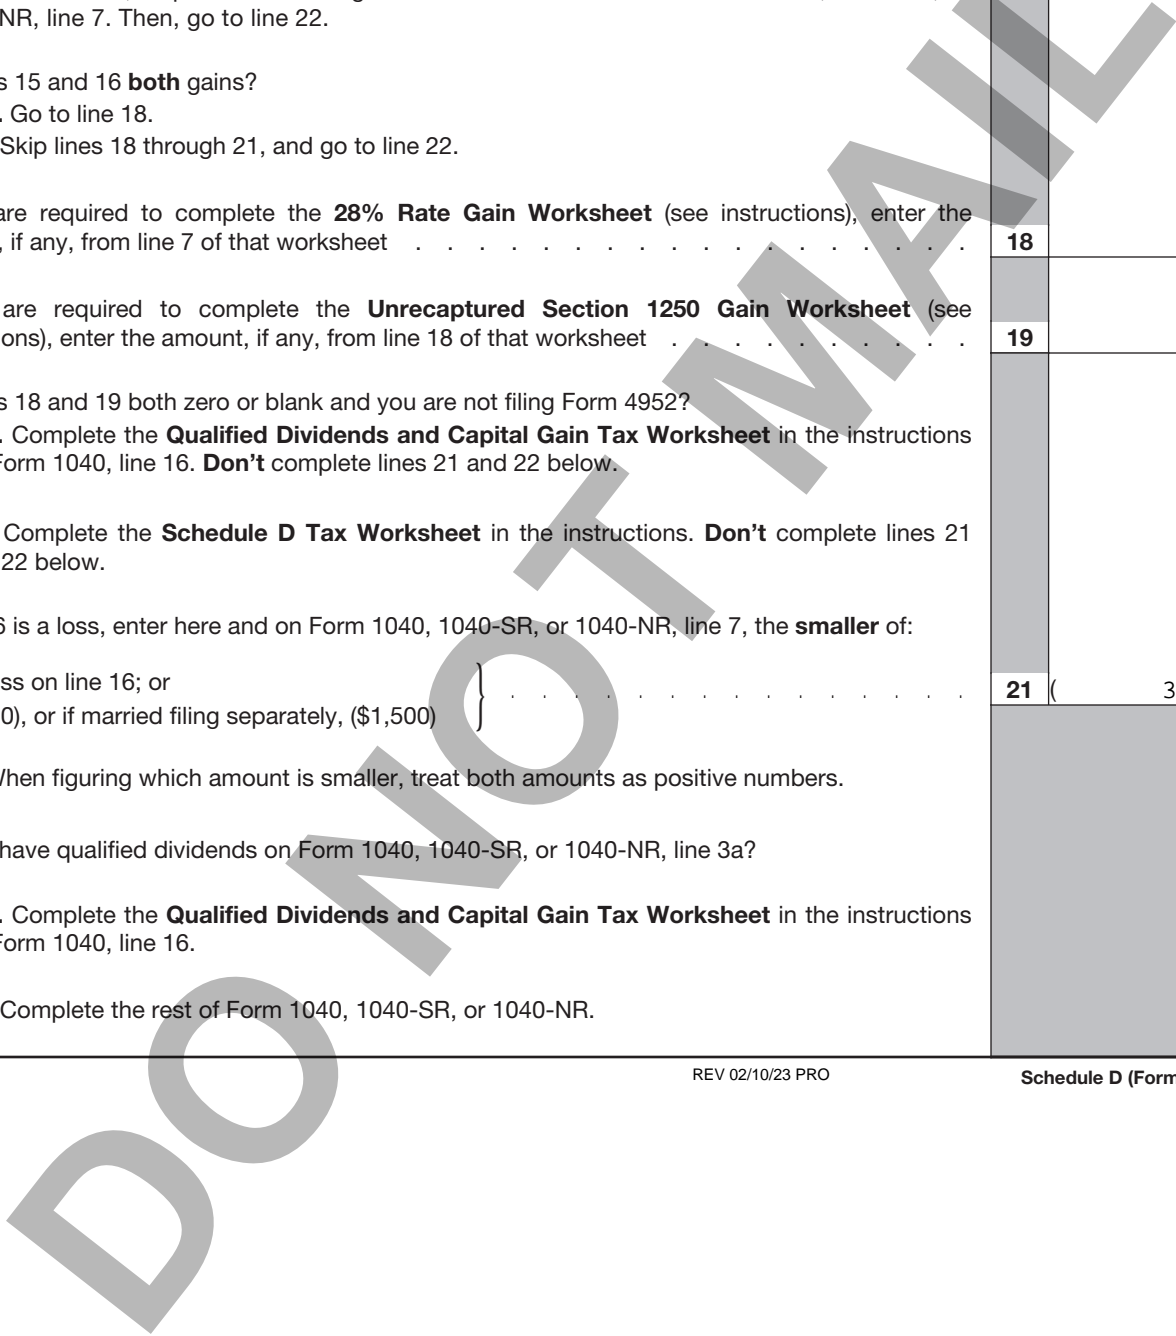 NR, line 7. Then, go to line 22.
s 15 and 16 both gains?
. Go to line 18.
Skip lines 18 through 21, and go to line 22.
are required to complete the 28% Rate Gain Worksheet (see instructions), enter the
, if any, from line 7 of that worksheet . . . . . . . . . . . . . . . . . . 18
are required to complete the Unrecaptured Section 1250 Gain Worksheet (see
ons), enter the amount, if any, from line 18 of that worksheet . . . . . . . . . . 19
s 18 and 19 both zero or blank and you are not filing Form 4952?
. Complete the Qualified Dividends and Capital Gain Tax Worksheet in the instructions
Form 1040, line 16. Don't complete lines 21 and 22 below.
Complete the Schedule D Tax Worksheet in the instructions. Don't complete lines 21
22 below.
6 is a loss, enter here and on Form 1040, 1040-SR, or 1040-NR, line 7, the smaller of:
ss on line 16; or
} . . . . . . . . . . . . . . . 21 ( 3
0), or if married filing separately, ($1,500)
When figuring which amount is smaller, treat both amounts as positive numbers.
have qualified dividends on Form 1040, 1040-SR, or 1040-NR, line 3a?
. Complete the Qualified Dividends and Capital Gain Tax Worksheet in the instructions
Form 1040, line 16.
Complete the rest of Form 1040, 1040-SR, or 1040-NR.
REV 02/10/23 PRO Schedule D (Form
DO NOT MAIL